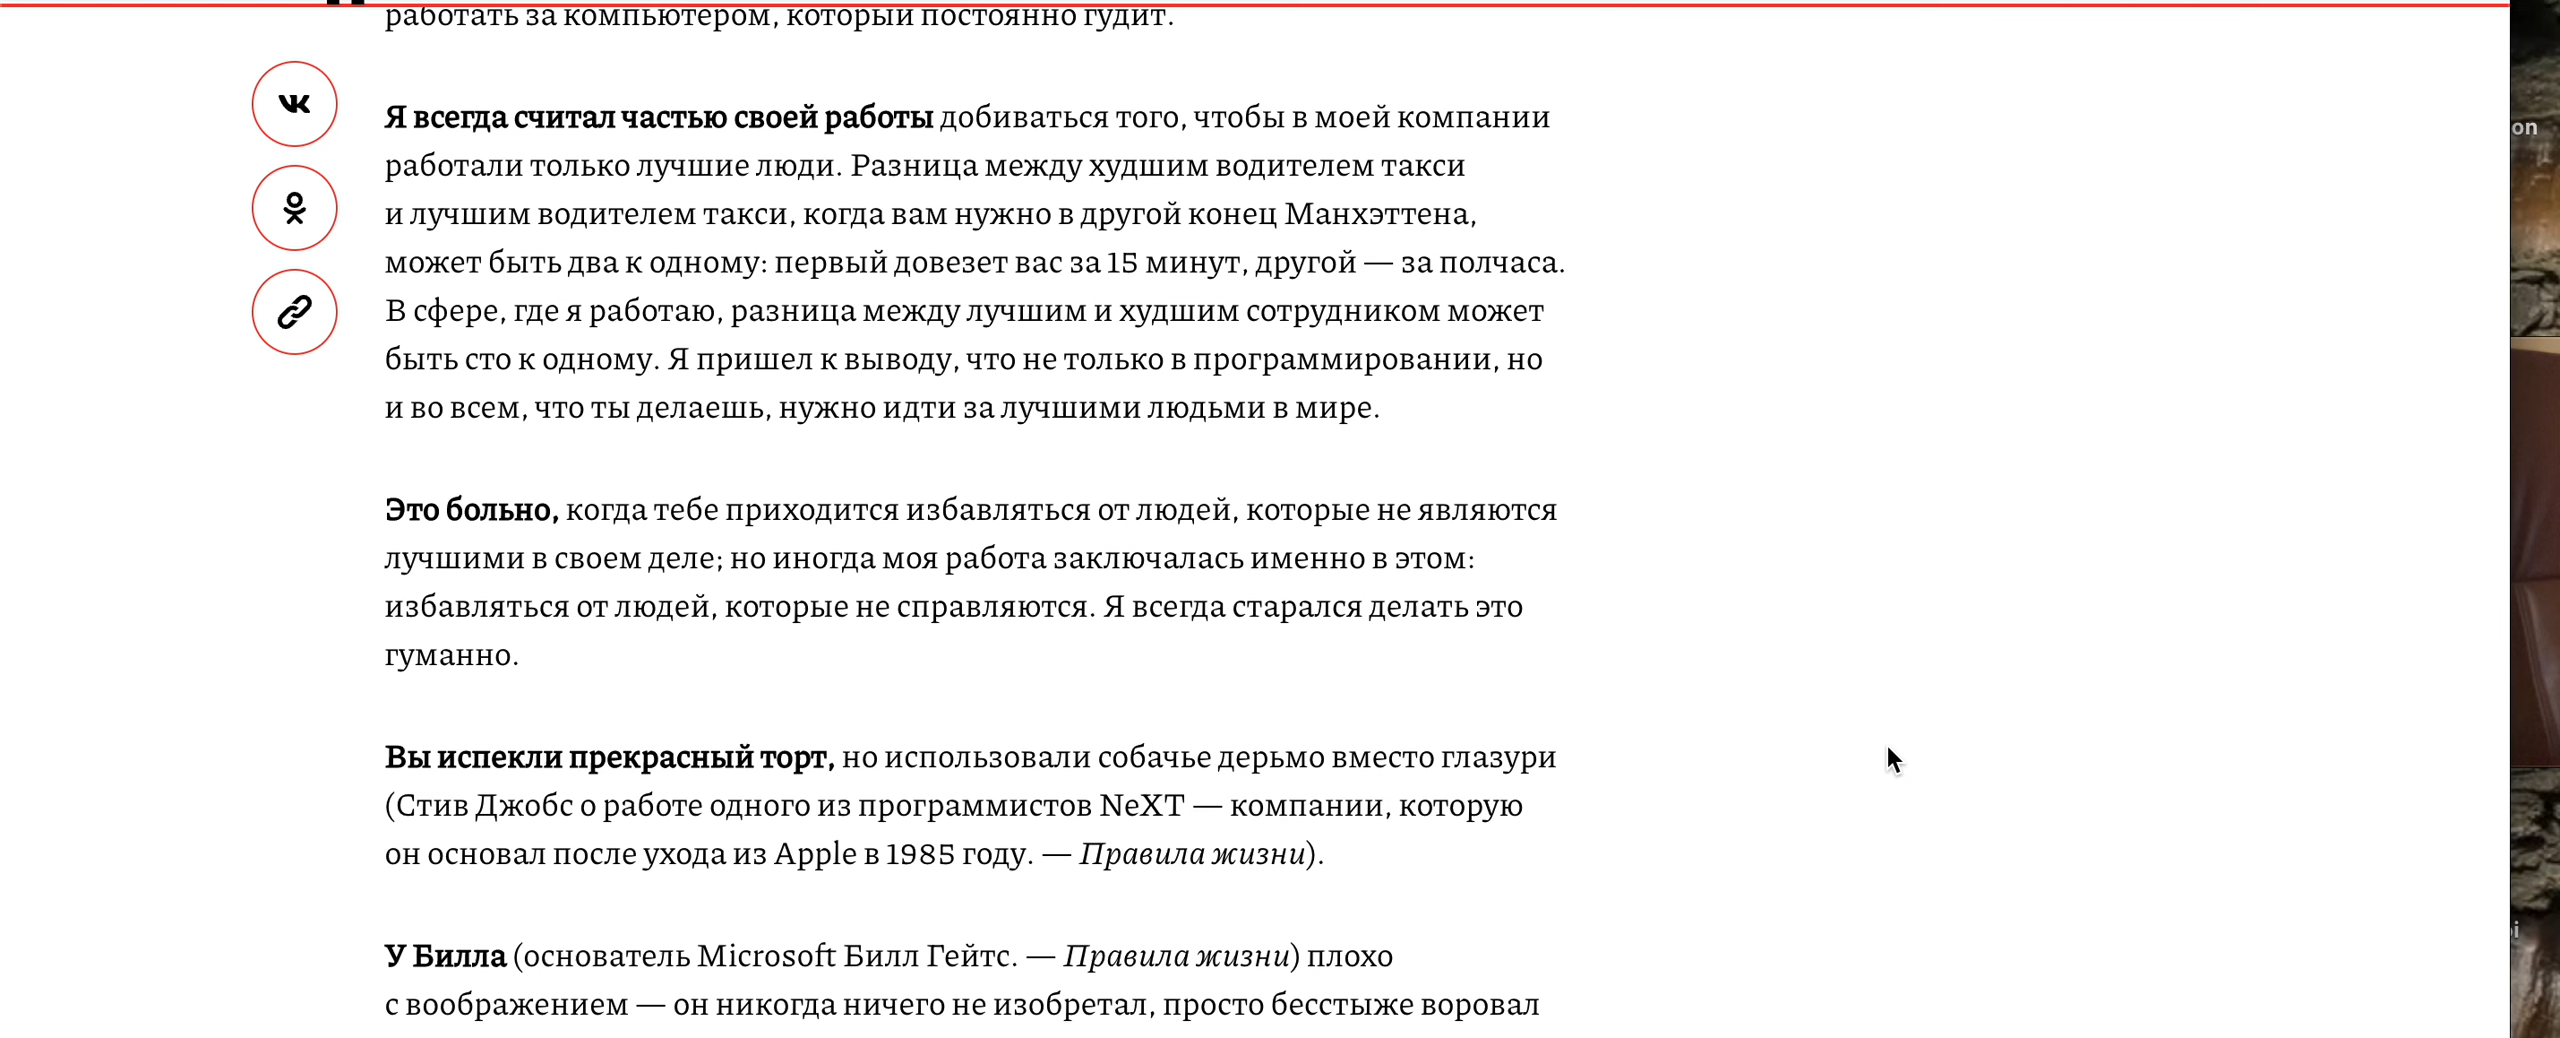 работать за компьютером, который постоянно гудит.
Я всегда считал частью своей работы добиваться того, чтобы в моей компании
работали только лучшие люди. Разница между худшим водителем такси
и лучшим водителем такси, когда вам нужно в другой конец Манхэттена,
может быть два к одному: первый довезет вас за 15 минут, другой — за полчаса.
В сфере, где я работаю, разница между лучшим и худшим сотрудником может
быть сто к одному. Я пришел к выводу, что не только в программировании, но
и во всем, что ты делаешь, нужно идти за лучшими людьми в мире.
Это больно, когда тебе приходится избавляться от людей, которые не являются
лучшими в своем деле; но иногда моя работа заключалась именно в этом:
избавляться от людей, которые не справляются. Я всегда старался делать это
гуманно.
Вы испекли прекрасный торт, но использовали собачье дерьмо вместо глазури
(Стив Джобс о работе одного из программистов NeXT — компании, которую
он основал после ухода из Apple в 1985 году. — Правила жизни).
У Билла (основатель Microsoft Билл Гейтс. — Правила жизни) плохо
с воображением — он никогда ничего не изобретал, просто бесстыже воровал
on